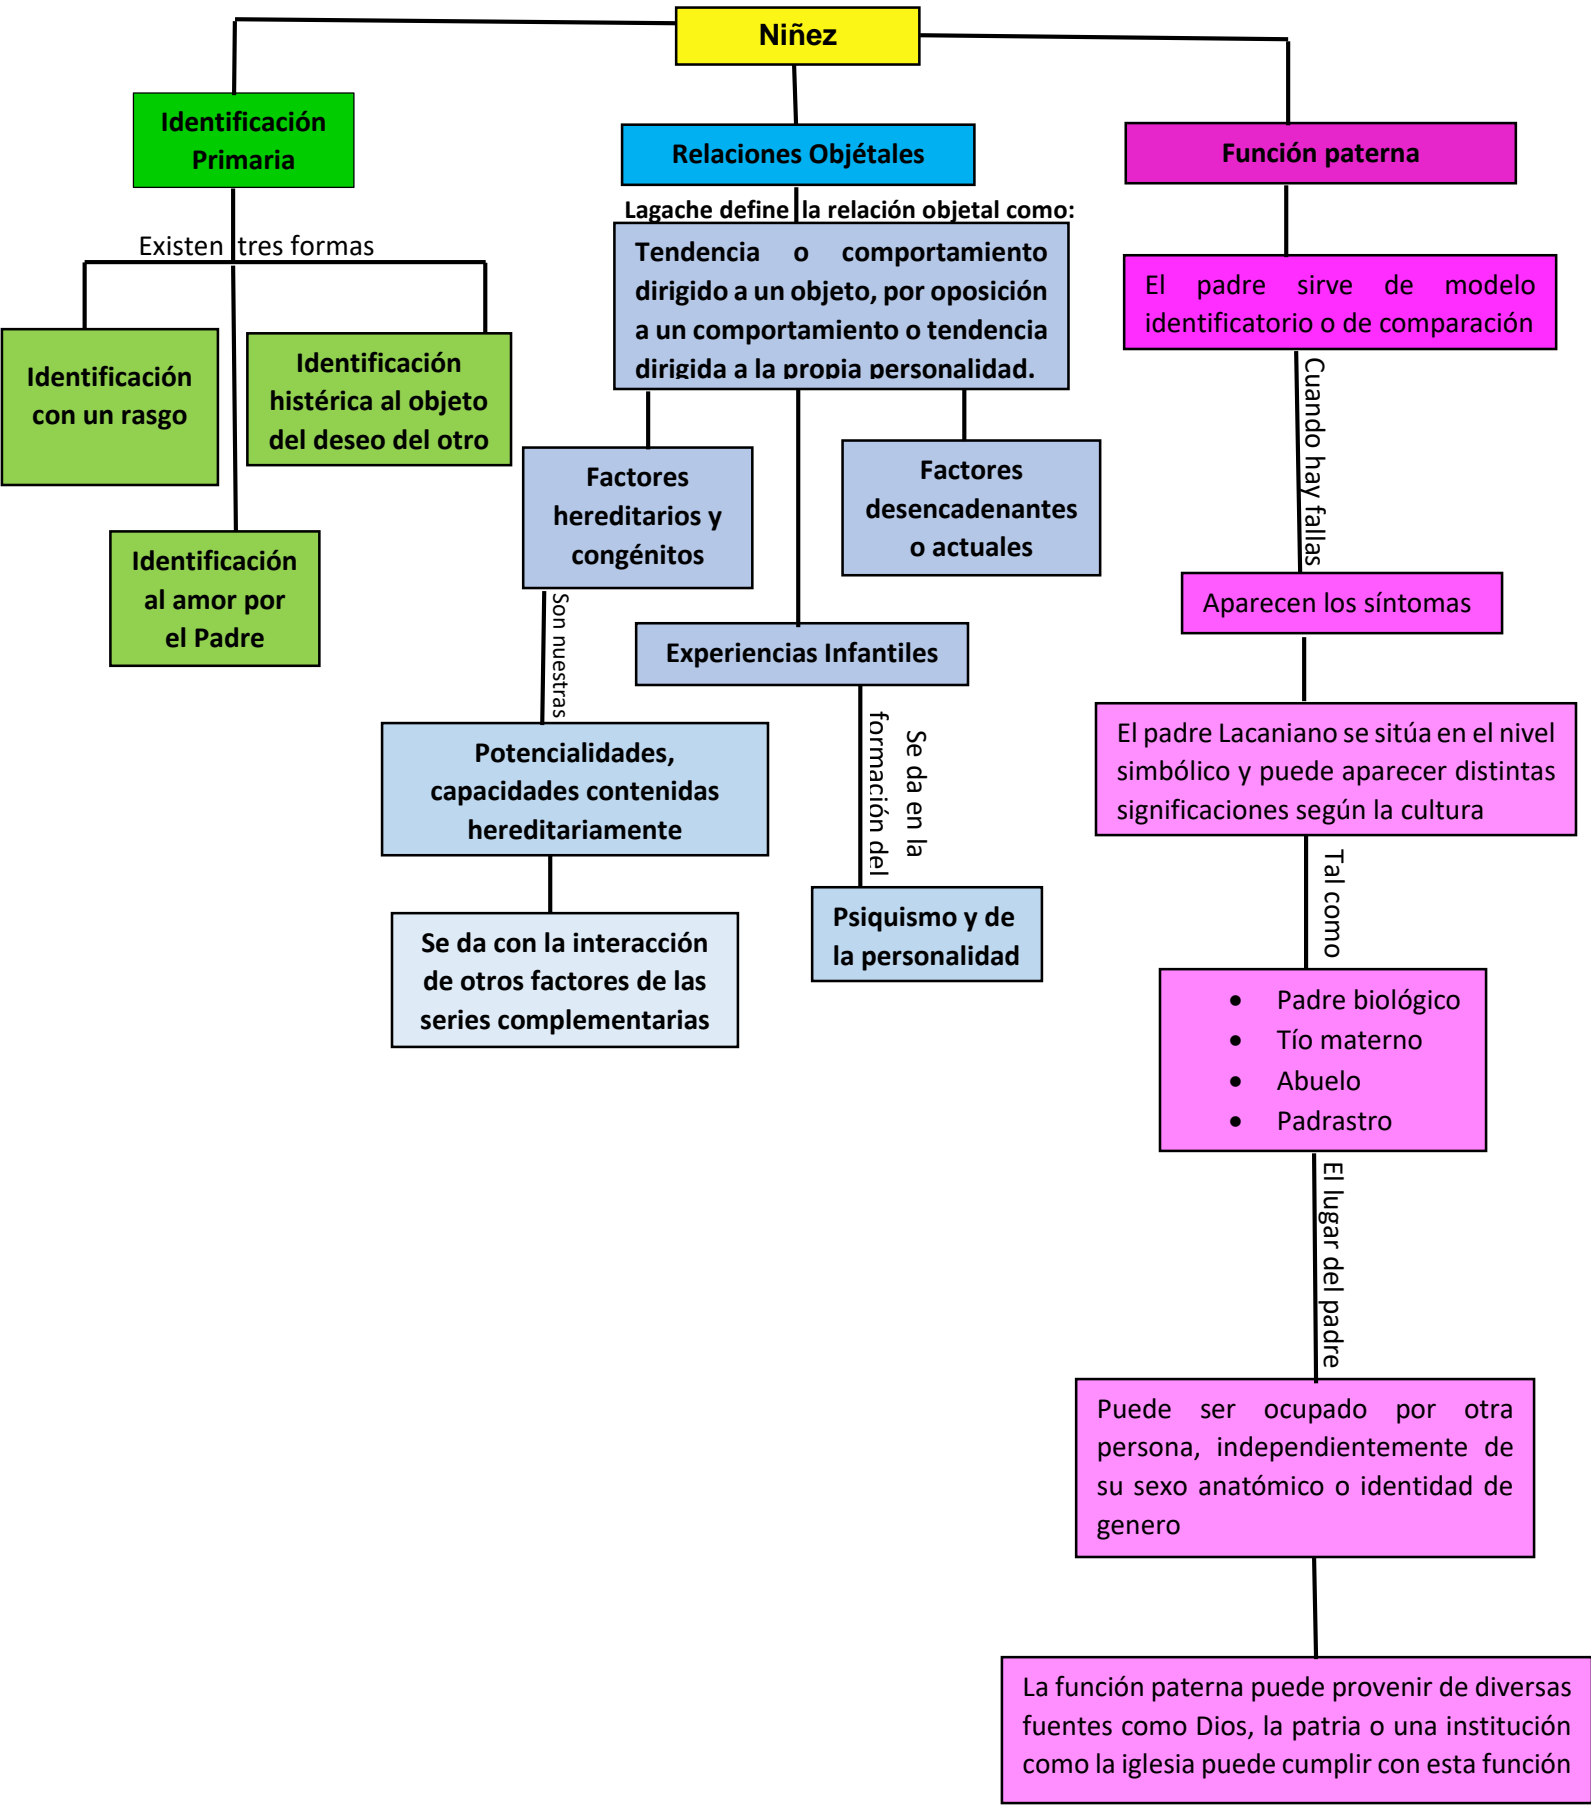 Niñez
Identificación
Primaria
Existen tres formas
Identificación
con un rasgo
Identificación
histérica al objeto
del deseo del otro
Identificación
al amor por
el Padre
Relaciones Objétales
Lagache define la relación objetal como:
Tendencia o comportamiento
dirigido a un objeto, por oposición
a un comportamiento o tendencia
dirigida a la propia personalidad.
Factores
hereditarios y
congénitos
Son nuestras
Potencialidades,
capacidades contenidas
hereditariamente
Se da con la interacción
de otros factores de las
series complementarias
Experiencias Infantiles
Se da en la
formación del
Psiquismo y de
la personalidad
Factores
desencadenantes
o actuales
Función paterna
El padre sirve de modelo
identificatorio o de comparación
Cuando hay fallas
Aparecen los síntomas
El padre Lacaniano se sitúa en el nivel
simbólico y puede aparecer distintas
significaciones según la cultura
Tal como
• Padre biológico
• Tío materno
• Abuelo
• Padrastro
El lugar del padre
Puede ser ocupado por otra
persona, independientemente de
su sexo anatómico o identidad de
genero
La función paterna puede provenir de diversas
fuentes como Dios, la patria o una institución
como la iglesia puede cumplir con esta función